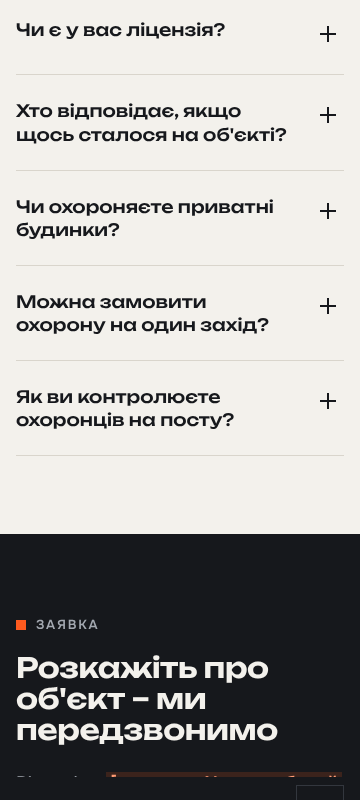 Чи є у вас ліцензія?
Хто відповідає, якщо
щось сталося на об'єкті?
Чи охороняєте приватні
будинки?
Можна замовити
охорону на один захід?
Як ви контролюєте
охоронців на посту?
ЗАЯВКА
Розкажіть про
об'єкт – ми
передзвонимо